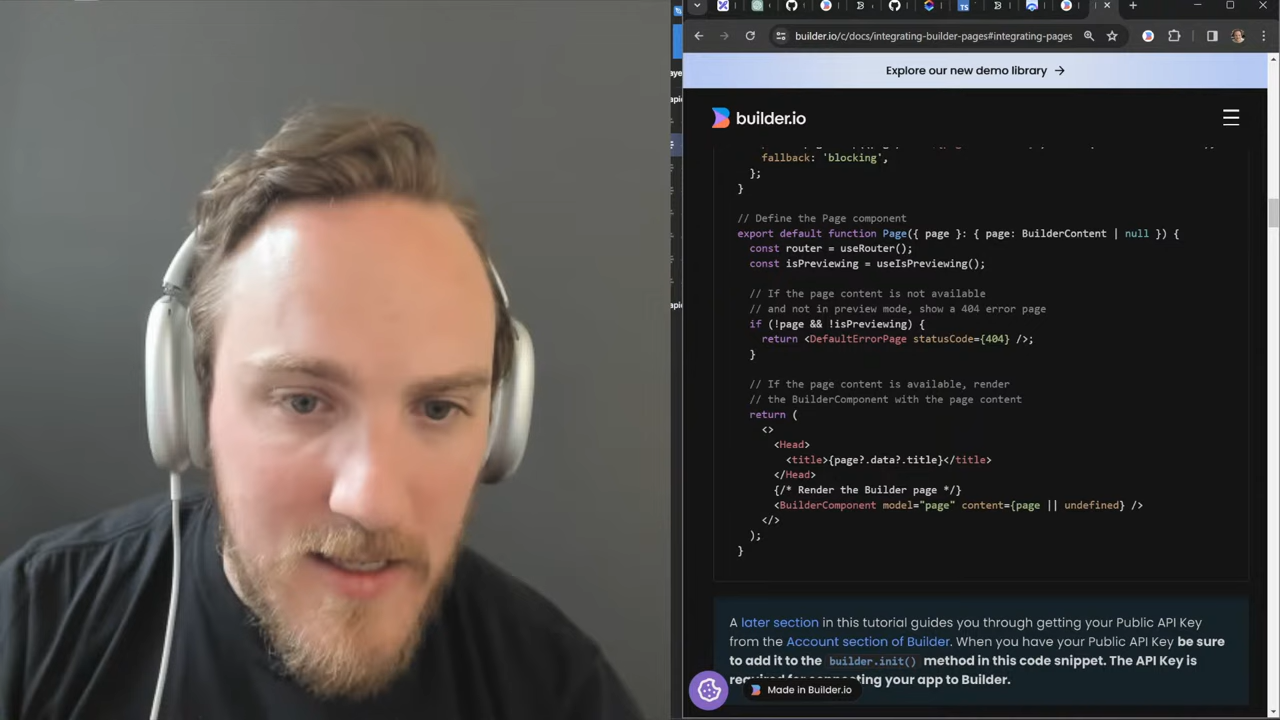 TS
builder.io/c/docs/integrating-builder-pages#integrating-pages
Explore our new demo library →
builder.io
fallback: 'blocking',
};
}
// Define the Page component
export default function Page({ page }: { page: BuilderContent | null }) {
const router = useRouter();
const isPreviewing = useIsPreviewing();
// If the page content is not available
// and not in preview mode, show a 404 error page
if (!page && !isPreviewing) {
return <DefaultErrorPage statusCode={404} />;
}
// If the page content is available, render
// the BuilderComponent with the page content
return (
<>
<Head>
<title>{page?.data?.title}</title>
</Head>
{/* Render the Builder page */}
<BuilderComponent model="page" content={page || undefined} />
</>
);
}
A later section in this tutorial guides you through getting your Public API Key
from the Account section of Builder. When you have your Public API Key be sure
to add it to the builder.init() method in this code snippet. The API Key is
your app to Builder.
Made in Builder.io